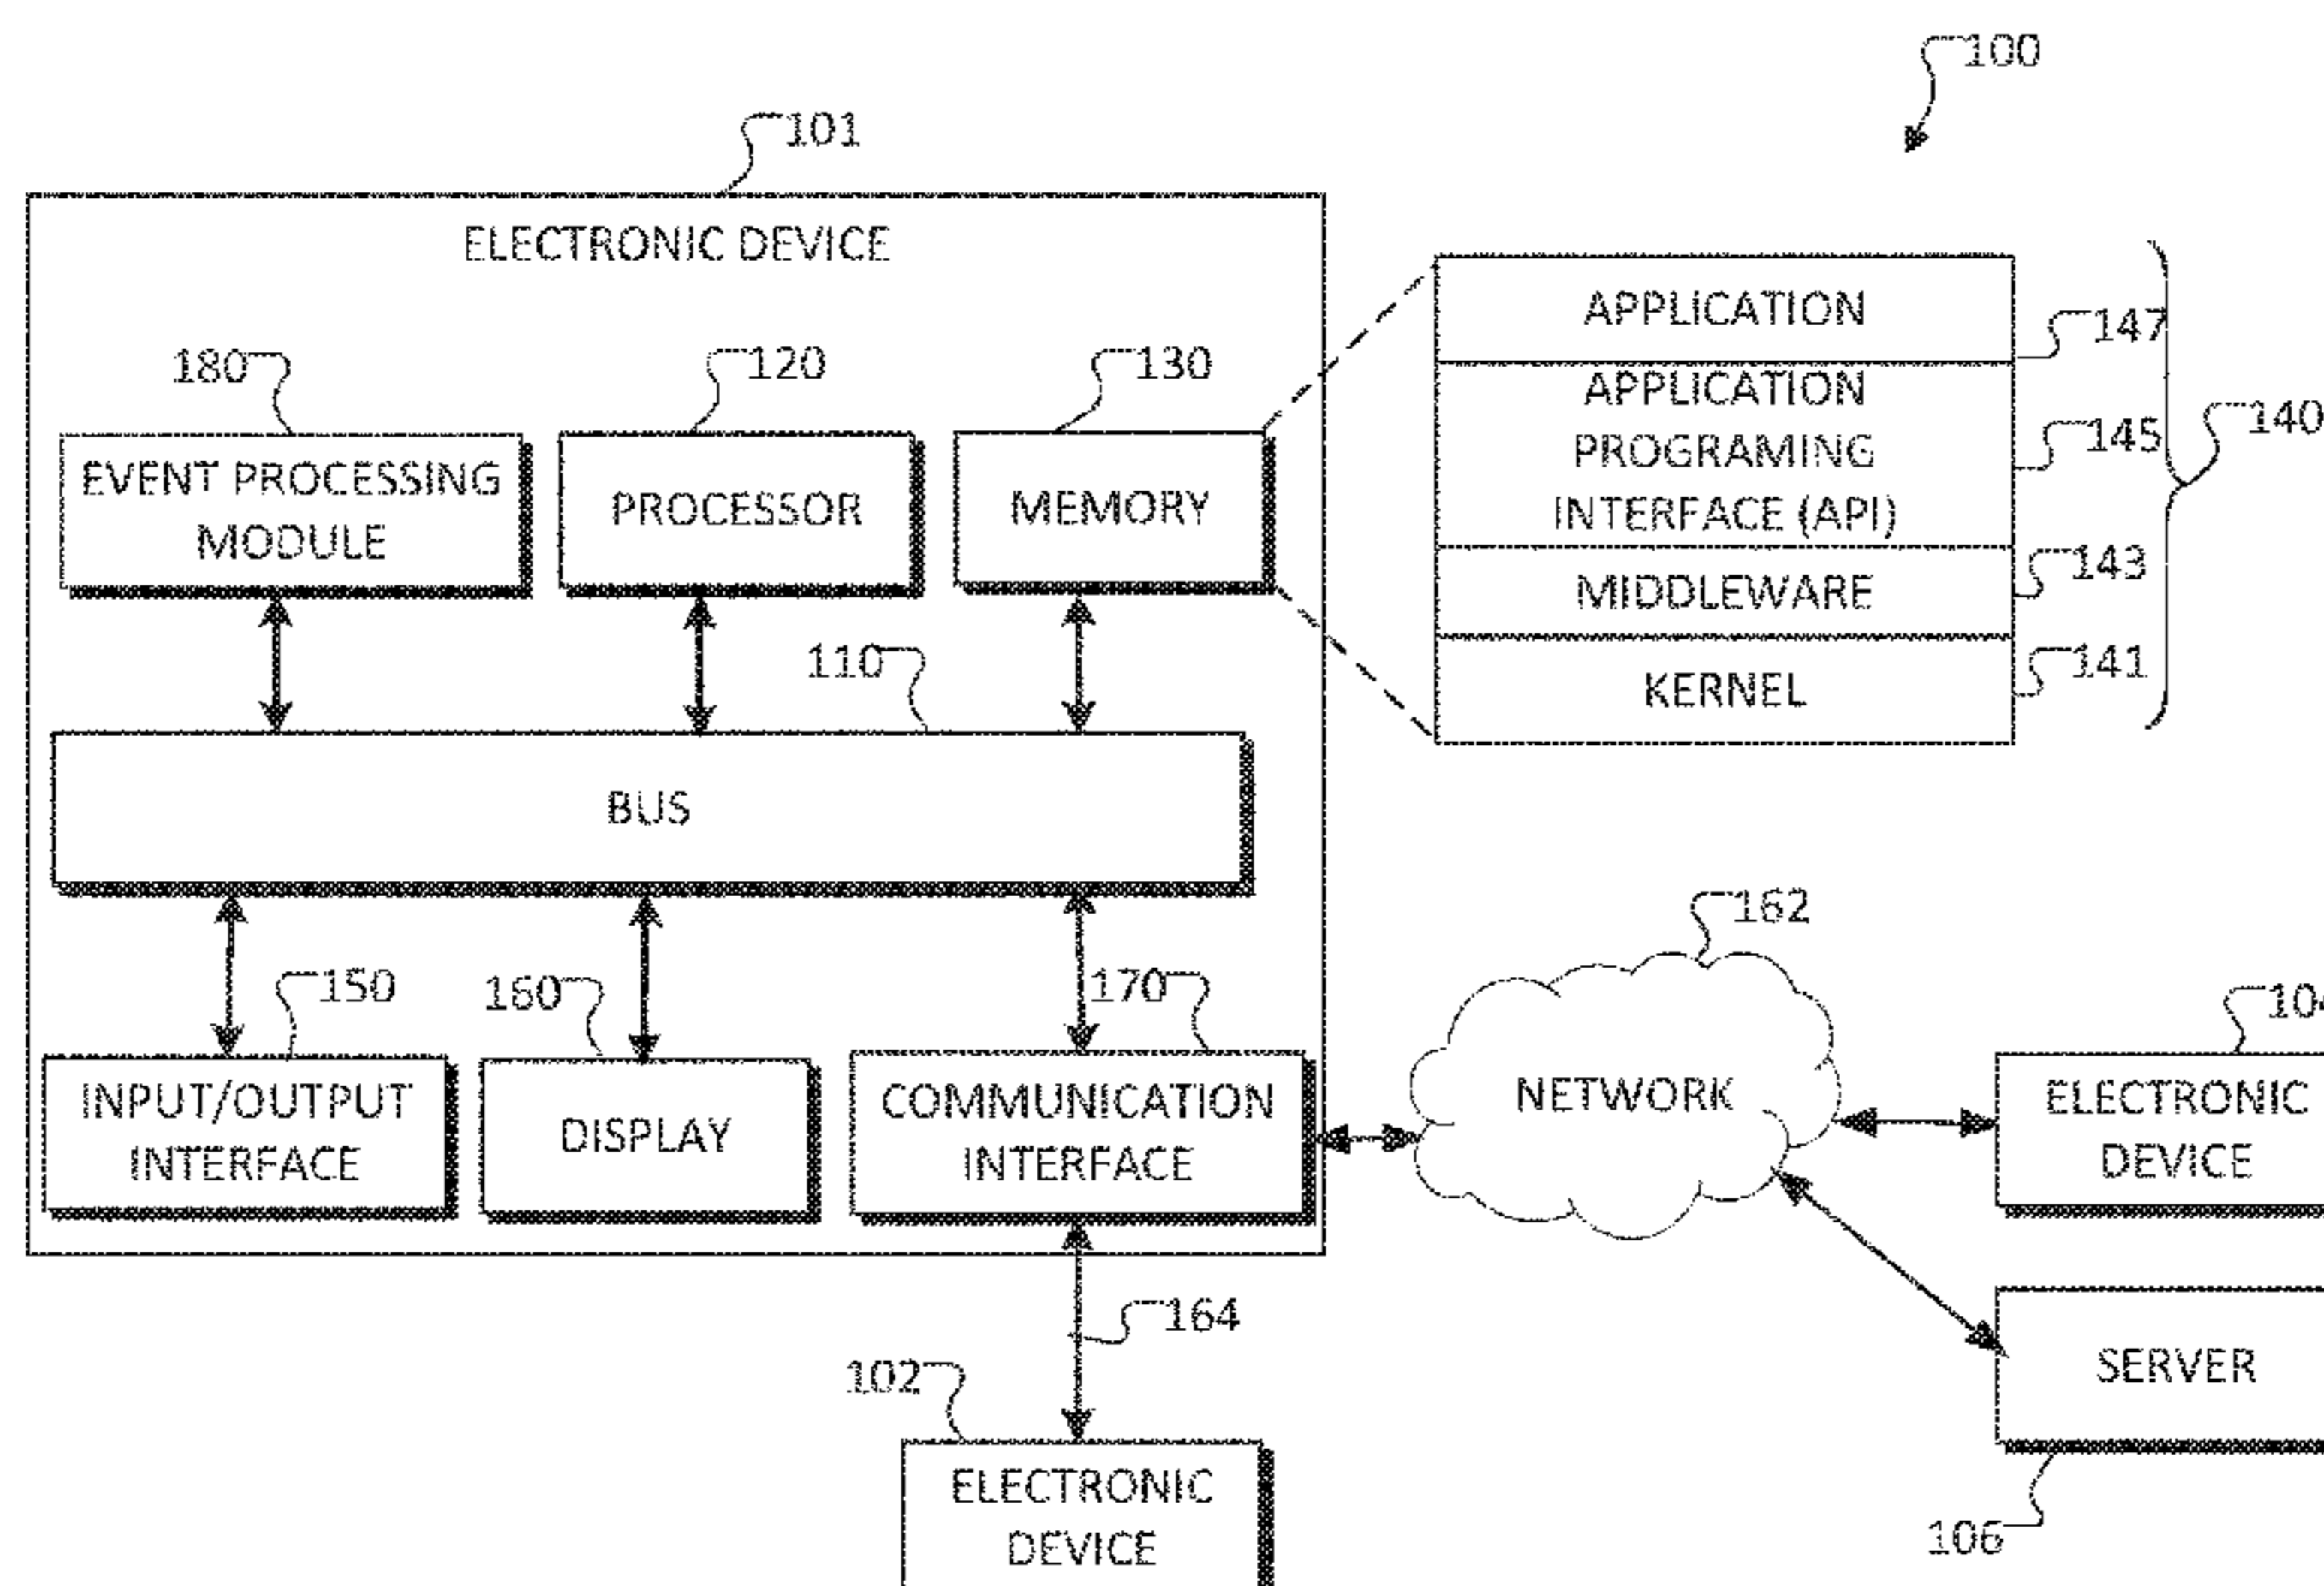 100
101
ELECTRONIC DEVICE
APPLICATION
147
180
120
130
APPLICATION
PROGRAMING
INTERFACE (API)
145
140
EVENT PROCESSING
MODULE
PROCESSOR
MEMORY
MIDDLEWARE
143
110
KERNEL
141
BUS
162
150
160
170
INPUT/OUTPUT
INTERFACE
DISPLAY
COMMUNICATION
INTERFACE
NETWORK
ELECTRONIC
DEVICE
164
SERVER
102
ELECTRONIC
DEVICE
106